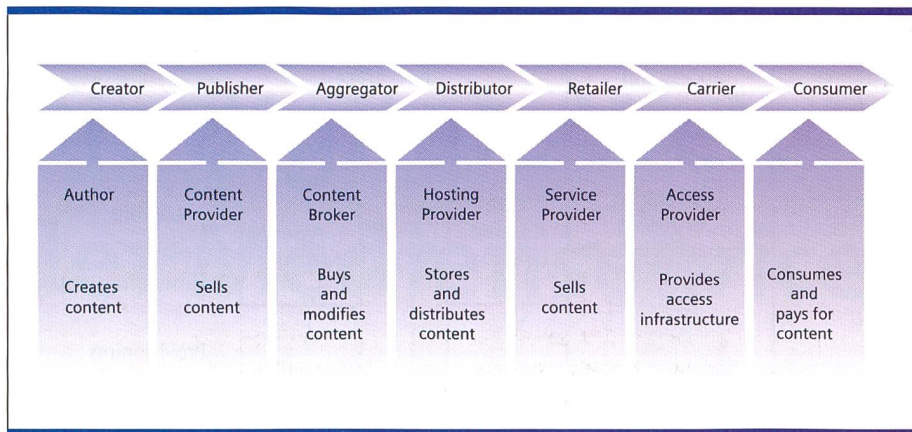 Creator Publisher Aggregator Distributor Retailer Carrier Consumer
Author
Creates
content
Content
Provider
Sells
content
Content
Broker
Buys
and
modifies
content
Hosting
Provider
Stores
and
distributes
content
Service
Provider
Sells
content
Access
Provider
Provides
access
infrastructure
Consumes
and
pays for
content